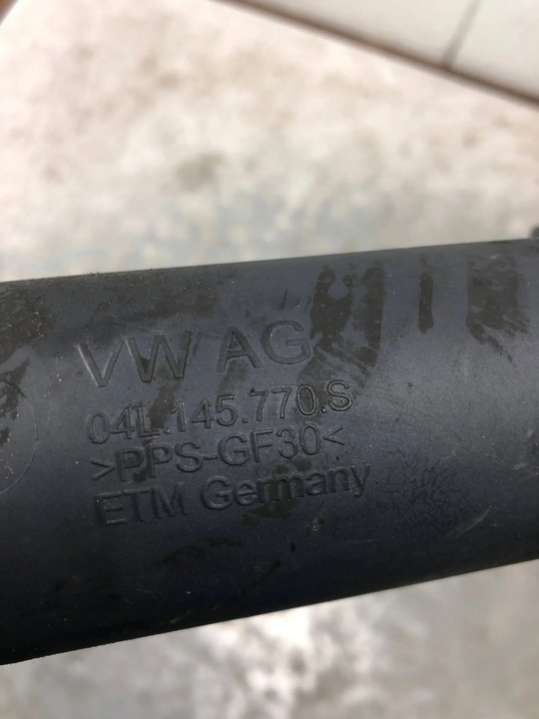 VW AG
04L.145.770.S
>PPS-GF30<
ETM Germany